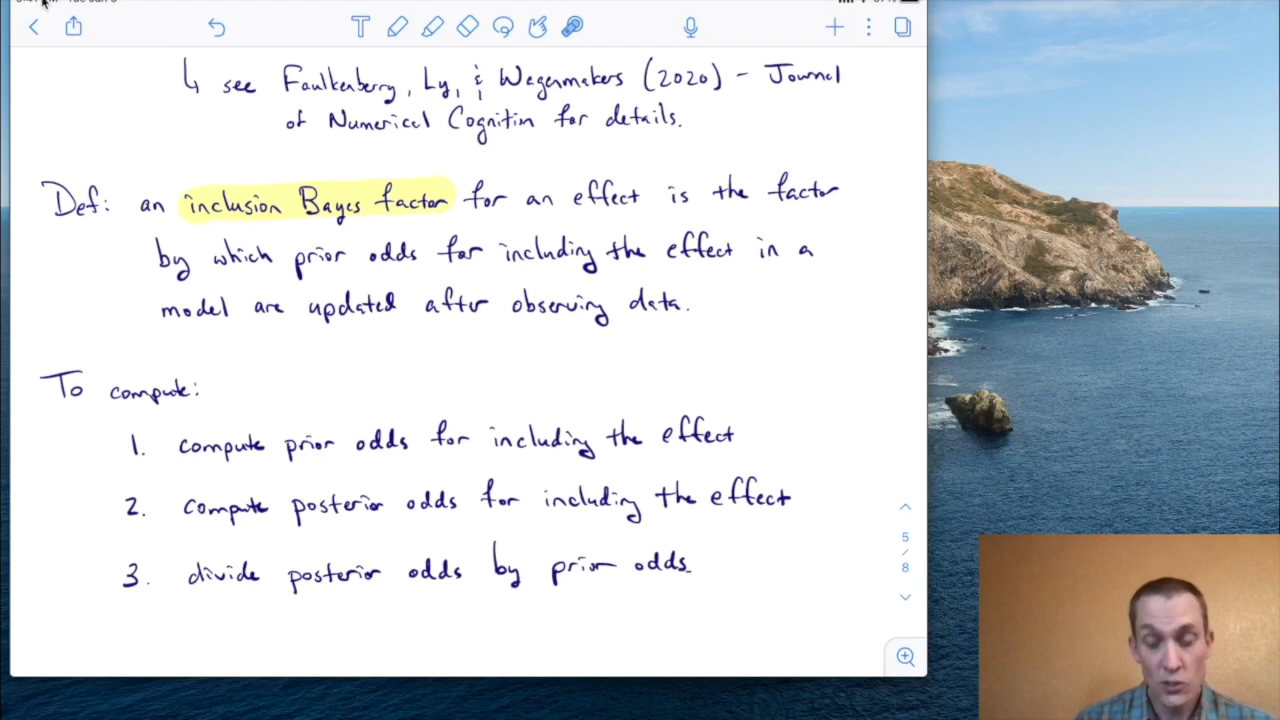 ↳ see Faulkenberry, Ly, & Wagenmakers (2020) - Journal
of Numerical Cognition for details.
Def: an inclusion Bayes factor for an effect is the factor
by which prior odds for including the effect in a
model are updated after observing data.
To compute:
1. compute prior odds for including the effect
2. compute posterior odds for including the effect
3. divide posterior odds by prior odds.
5
/
8